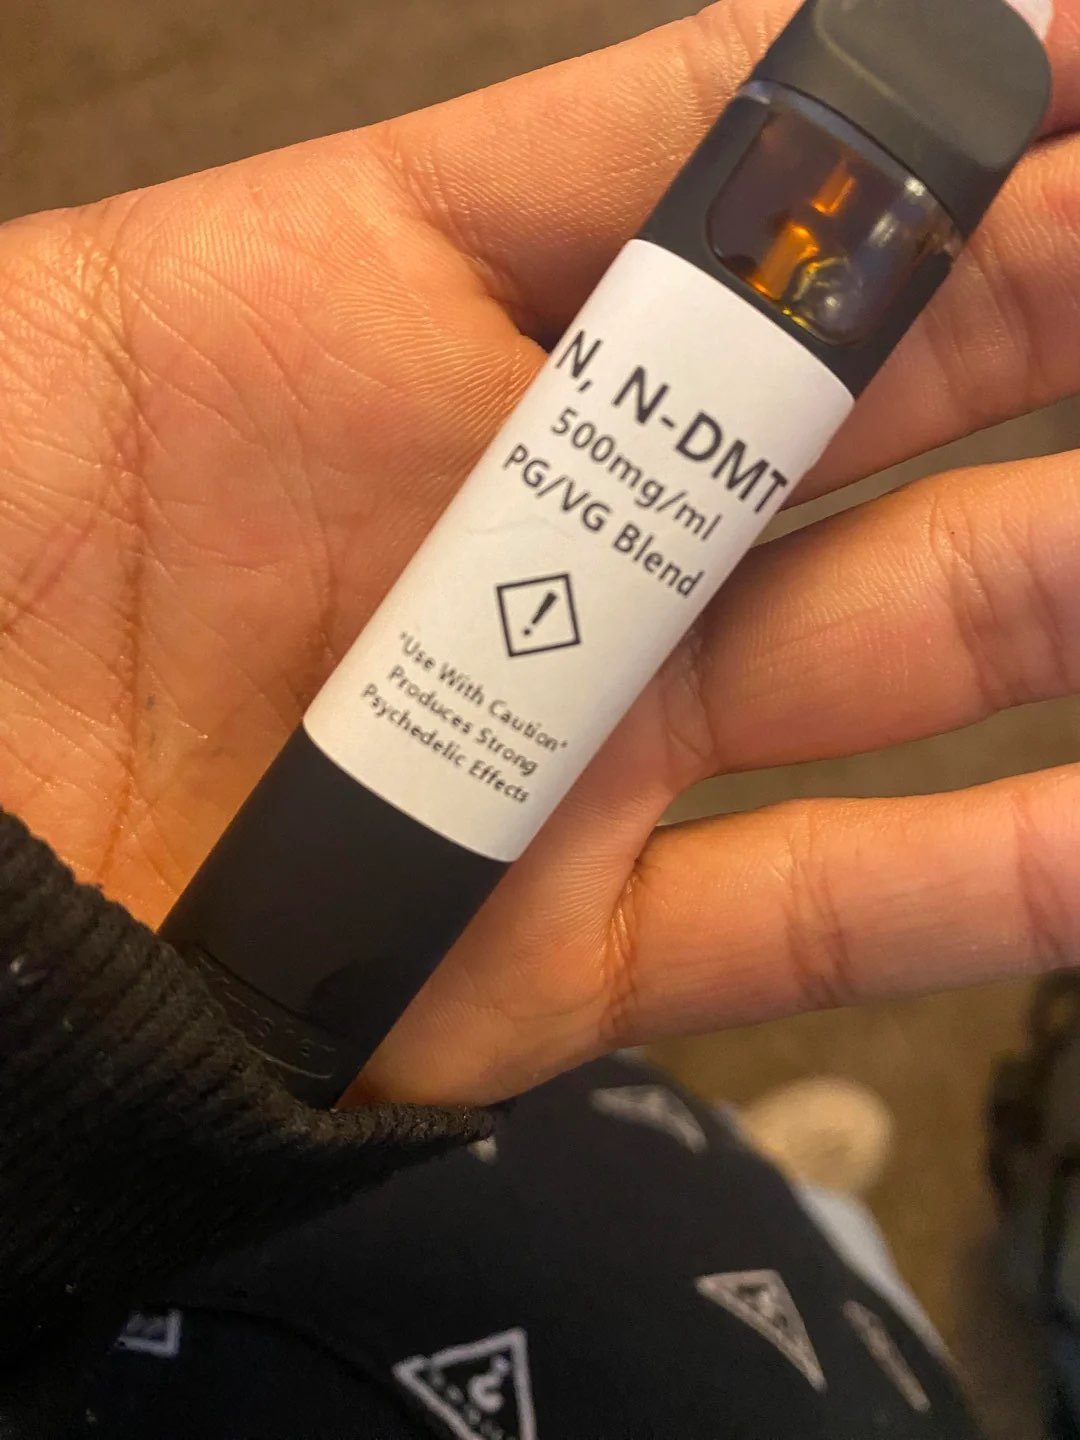 N, N-DMT
500mg/ml
PG/VG Blend
!
*Use With Caution*
Produces Strong
Psychedelic Effects